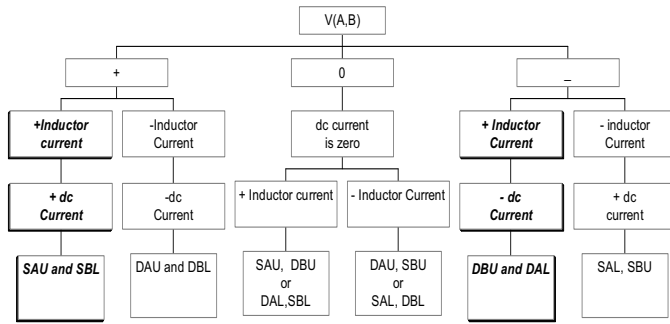 V(A,B)
+
0
_
+Inductor
current
-Inductor
Current
dc current
is zero
+ Inductor
Current
- inductor
Current
+ dc
Current
-dc
Current
+ Inductor current
- Inductor Current
- dc
Current
+ dc
current
SAU and SBL
DAU and DBL
SAU, DBU
or
DAL,SBL
DAU, SBU
or
SAL, DBL
DBU and DAL
SAL, SBU